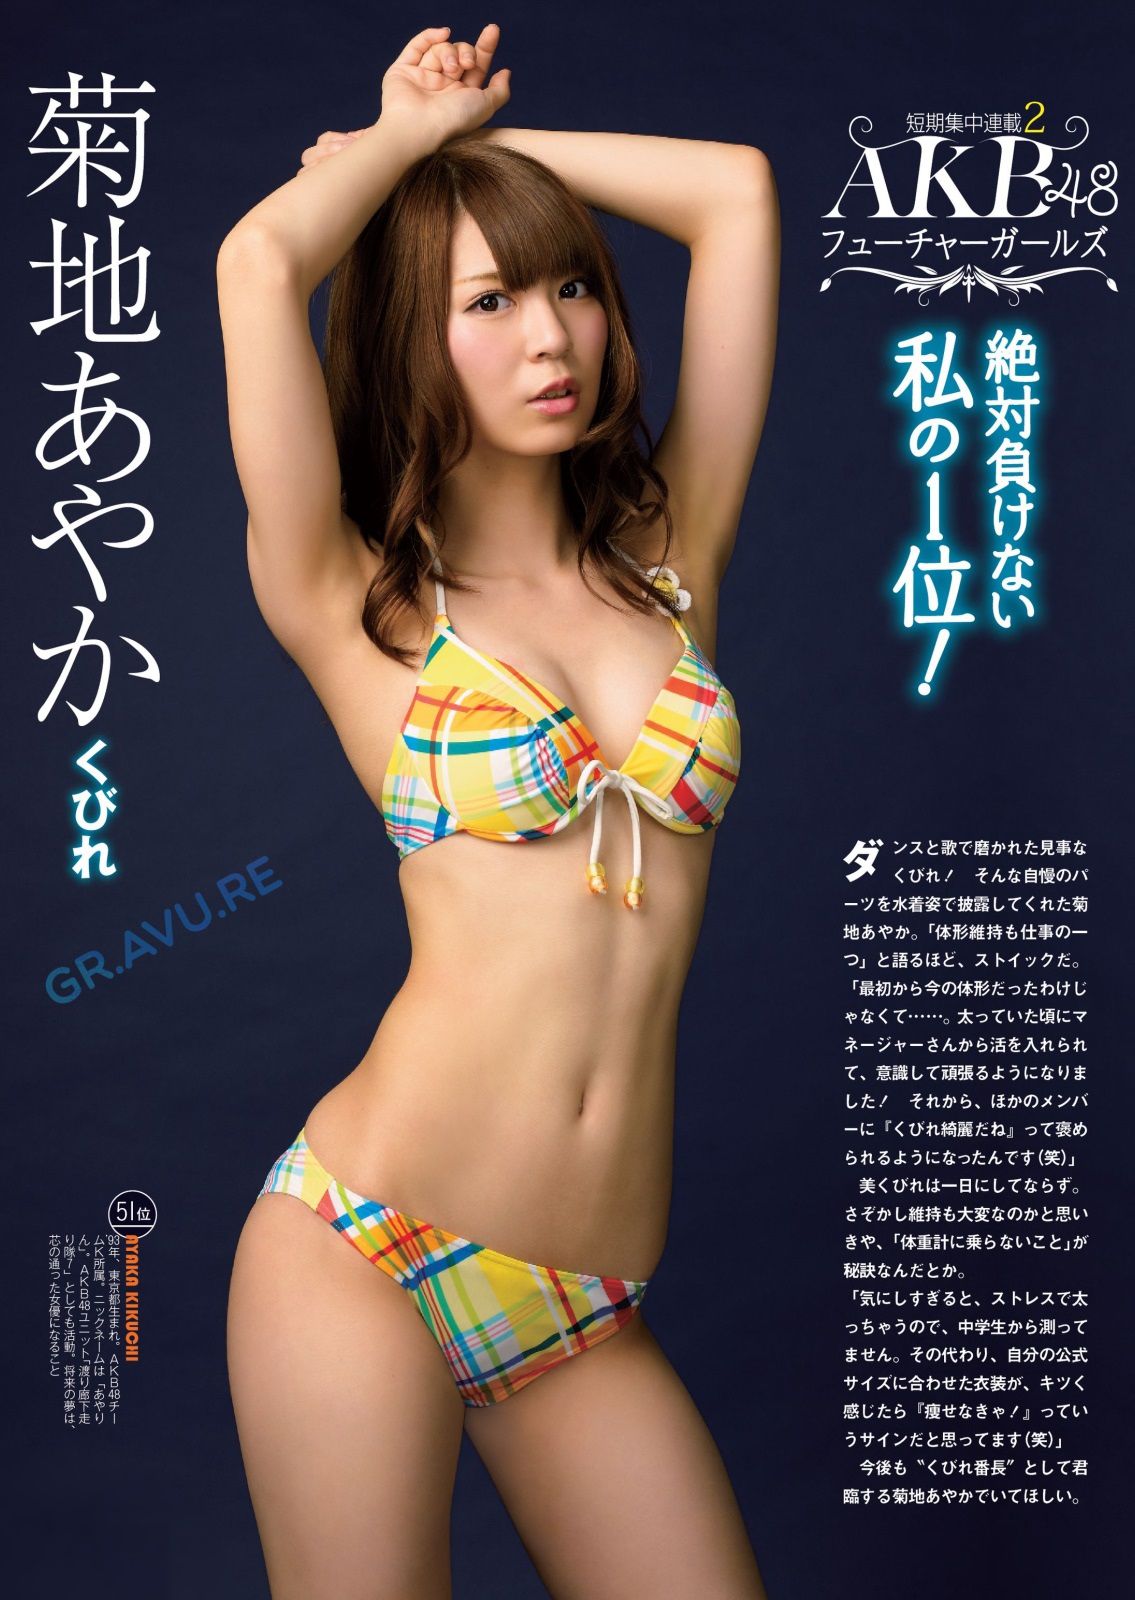 短期集中連載2
AKB48
フューチャーガールズ
絶対負けない
私の1位！
菊地あやか
くびれ
ダンスと歌で磨かれた見事な
くびれ！　そんな自慢のパ
ーツを水着姿で披露してくれた菊
地あやか。「体形維持も仕事の一
つ」と語るほど、ストイックだ。
「最初から今の体形だったわけじ
ゃなくて……。太っていた頃にマ
ネージャーさんから活を入れられ
て、意識して頑張るようになりま
した！　それから、ほかのメンバ
ーに『くびれ綺麗だね』って褒め
られるようになったんです(笑)」
　美くびれは一日にしてならず。
さぞかし維持も大変なのかと思い
きや、「体重計に乗らないこと」が
秘訣なんだとか。
「気にしすぎると、ストレスで太
っちゃうので、中学生から測って
ません。その代わり、自分の公式
サイズに合わせた衣装が、キツく
感じたら『痩せなきゃ！』ってい
うサインだと思ってます(笑)」
　今後も〝くびれ番長〟として君
臨する菊地あやかでいてほしい。
51位
AYAKA KIKUCHI
'93年、東京都生まれ。AKB48チー
ムK所属。ニックネームは「あやり
ん」。AKB48ユニット「渡り廊下走
り隊7」としても活動。将来の夢は、
芯の通った女優になること
GR.AVU.RE